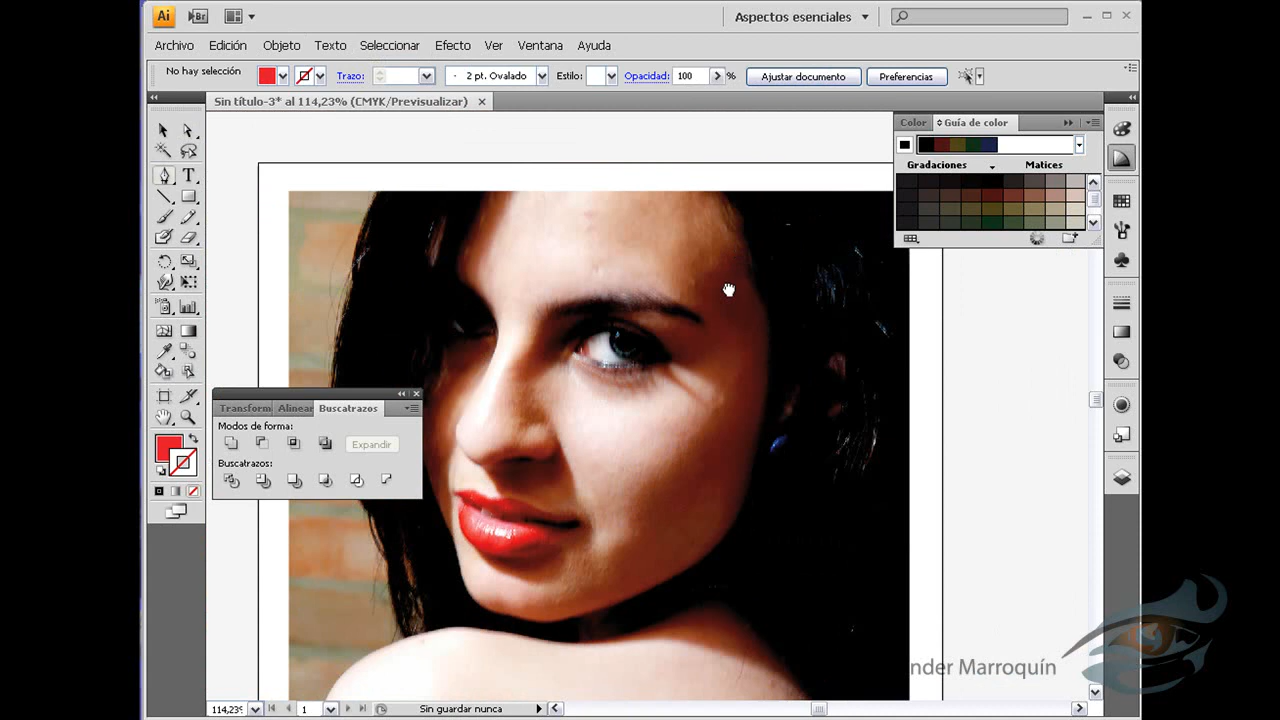 Ai
Br
Aspectos esenciales
Archivo Edición Objeto Texto Seleccionar Efecto Ver Ventana Ayuda
No hay selección Trazo: 2 pt. Ovalado Estilo: Opacidad: 100 % Ajustar documento Preferencias
Sin título-3* al 114,23% (CMYK/Previsualizar)
Color Guía de color
Gradaciones Matices
Transform Alinear Buscatrazos
Modos de forma:
Expandir
Buscatrazos:
nder Marroquín
114,23% 1 Sin guardar nunca